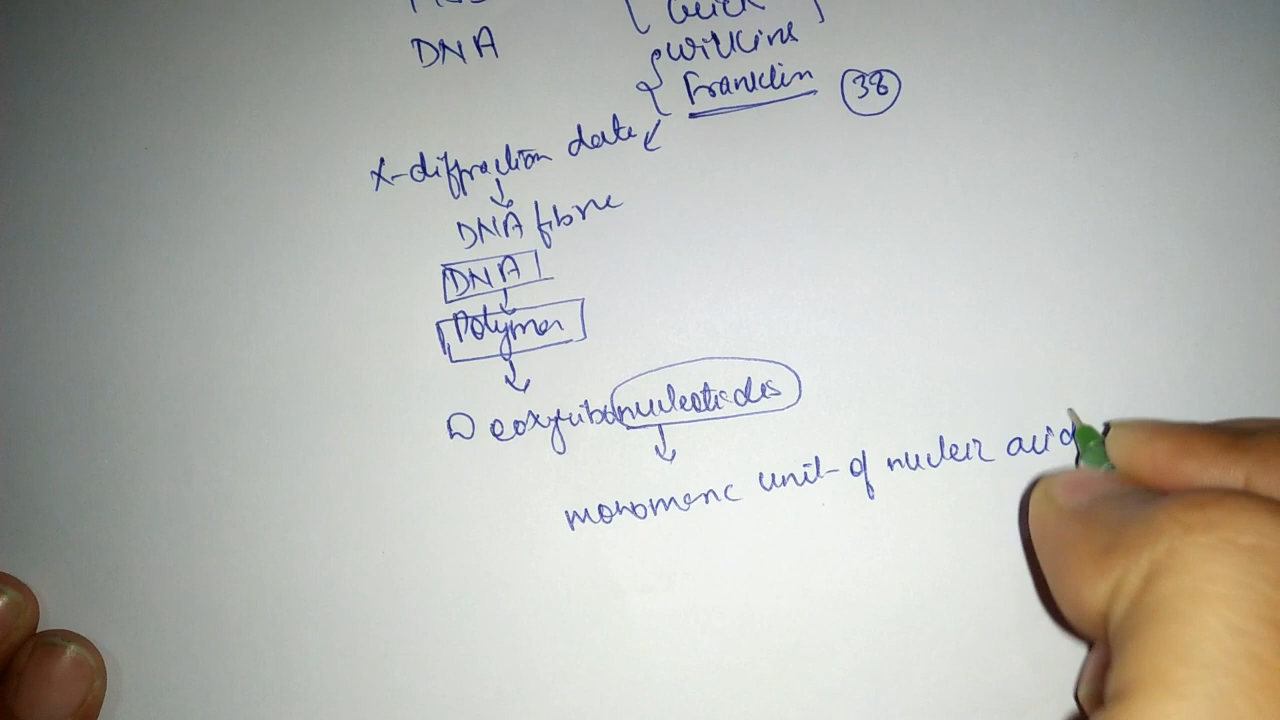 DNA
Wilkins
Franklin 38
X-diffraction data
DNA fibre
DNA
Polymer
Deoxyribonucleotides
monomeric unit of nucleic acid